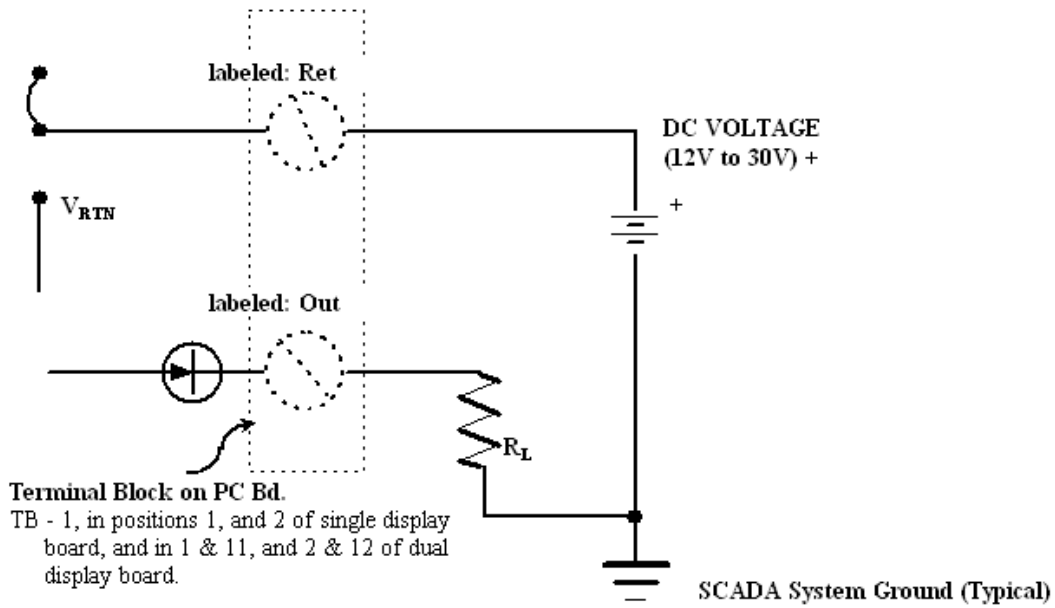 labeled: Ret
DC VOLTAGE
(12V to 30V) +
+
VRTN
labeled: Out
RL
Terminal Block on PC Bd.
TB - 1, in positions 1, and 2 of single display
board, and in 1 & 11, and 2 & 12 of dual
display board.
SCADA System Ground (Typical)